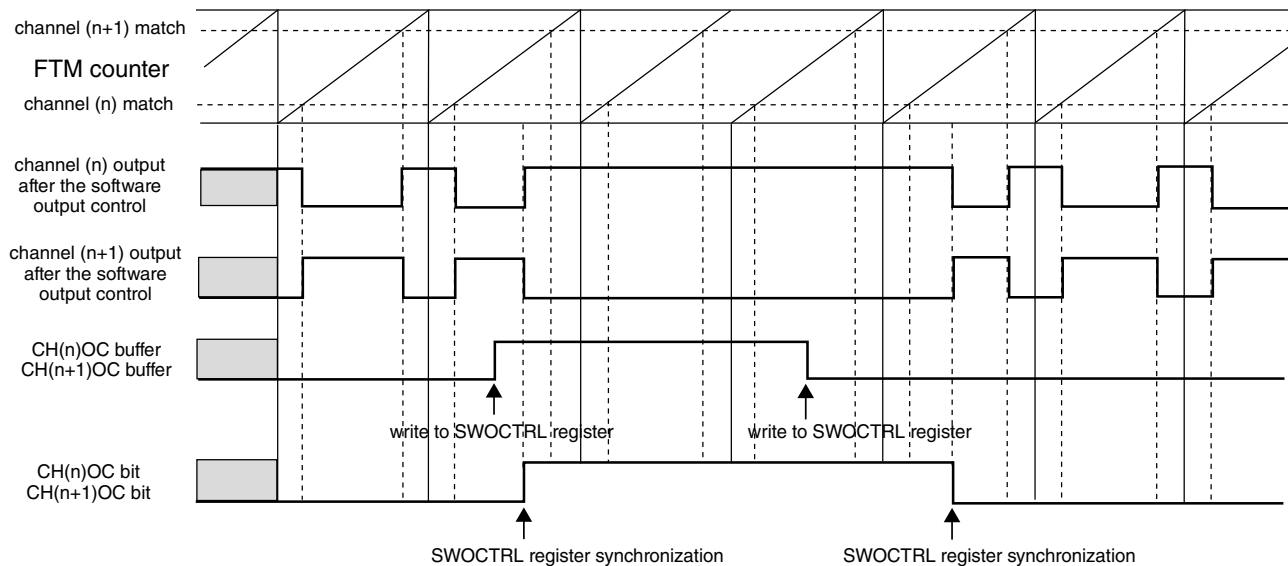 channel (n+1) match
FTM counter
channel (n) match
channel (n) output
after the software
output control
channel (n+1) output
after the software
output control
CH(n)OC buffer
CH(n+1)OC buffer
write to SWOCTRL register
write to SWOCTRL register
CH(n)OC bit
CH(n+1)OC bit
SWOCTRL register synchronization
SWOCTRL register synchronization